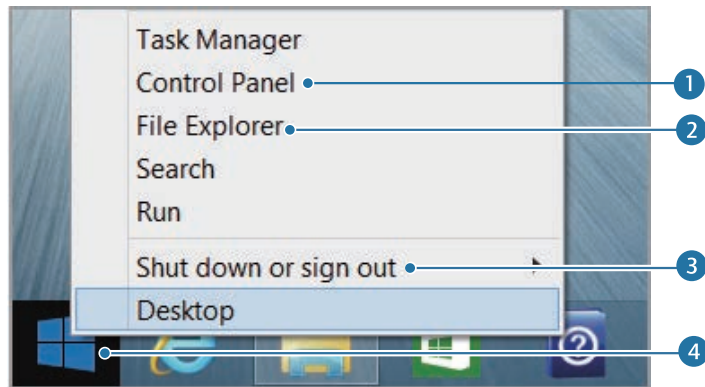 Task Manager
Control Panel
1
File Explorer
2
Search
Run
Shut down or sign out
3
Desktop
4
?